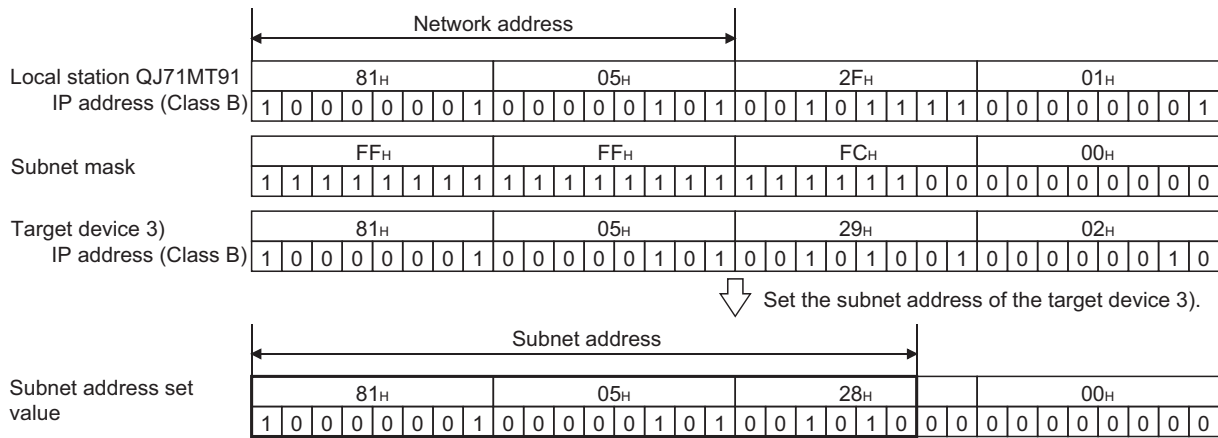 Network address
Local station QJ71MT91
IP address (Class B)
81H 05H 2FH 01H
1 0 0 0 0 0 0 1 0 0 0 0 0 1 0 1 0 0 1 0 1 1 1 1 0 0 0 0 0 0 0 1
Subnet mask
FFH FFH FCH 00H
1 1 1 1 1 1 1 1 1 1 1 1 1 1 1 1 1 1 1 1 1 1 0 0 0 0 0 0 0 0 0 0
Target device 3)
IP address (Class B)
81H 05H 29H 02H
1 0 0 0 0 0 0 1 0 0 0 0 0 1 0 1 0 0 1 0 1 0 0 1 0 0 0 0 0 0 1 0
Set the subnet address of the target device 3).
Subnet address
Subnet address set
value
81H 05H 28H 00H
1 0 0 0 0 0 0 1 0 0 0 0 0 1 0 1 0 0 1 0 1 0 0 0 0 0 0 0 0 0 0 0